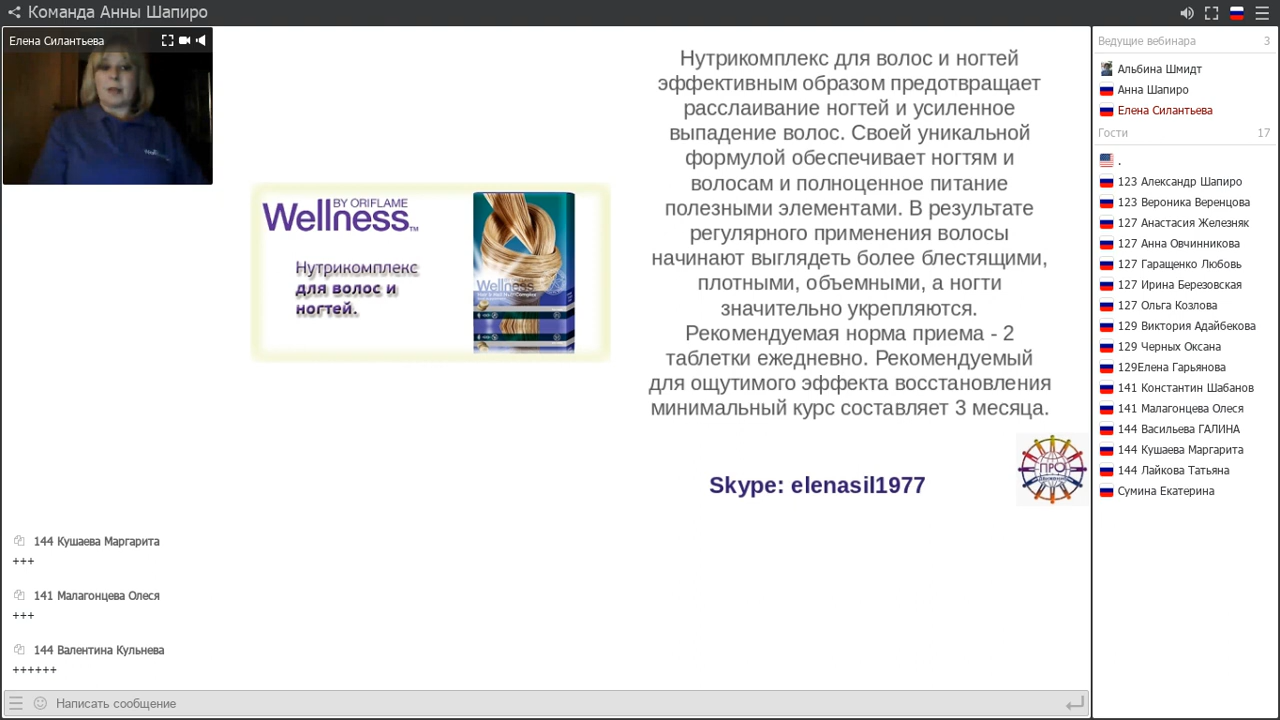 Команда Анны Шапиро
Елена Силантьева
BY ORIFLAME
Wellness™
Нутрикомплекс
для волос и
ногтей.
Wellness
Нутрикомплекс для волос и ногтей
эффективным образом предотвращает
расслаивание ногтей и усиленное
выпадение волос. Своей уникальной
формулой обеспечивает ногтям и
волосам и полноценное питание
полезными элементами. В результате
регулярного применения волосы
начинают выглядеть более блестящими,
плотными, объемными, а ногти
значительно укрепляются.
Рекомендуемая норма приема - 2
таблетки ежедневно. Рекомендуемый
для ощутимого эффекта восстановления
минимальный курс составляет 3 месяца.
ПРО
Skype: elenasil1977
144 Кушаева Маргарита
+++
141 Малагонцева Олеся
+++
144 Валентина Кульнева
++++++
Написать сообщение
Ведущие вебинара 3
Альбина Шмидт
Анна Шапиро
Елена Силантьева
Гости 17
.
123 Александр Шапиро
123 Вероника Веренцова
127 Анастасия Железняк
127 Анна Овчинникова
127 Гаращенко Любовь
127 Ирина Березовская
127 Ольга Козлова
129 Виктория Адайбекова
129 Черных Оксана
129Елена Гарьянова
141 Константин Шабанов
141 Малагонцева Олеся
144 Васильева ГАЛИНА
144 Кушаева Маргарита
144 Лайкова Татьяна
Сумина Екатерина